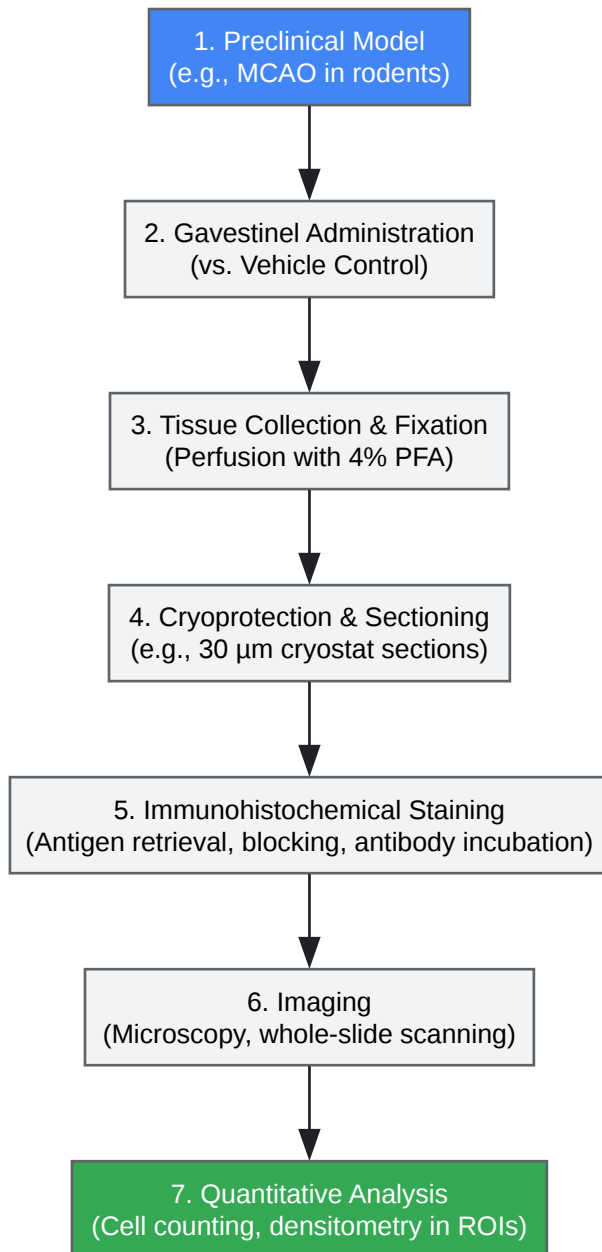 1. Preclinical Model
(e.g., MCAO in rodents)
2. Gavestinel Administration
(vs. Vehicle Control)
3. Tissue Collection & Fixation
(Perfusion with 4% PFA)
4. Cryoprotection & Sectioning
(e.g., 30 µm cryostat sections)
5. Immunohistochemical Staining
(Antigen retrieval, blocking, antibody incubation)
6. Imaging
(Microscopy, whole-slide scanning)
7. Quantitative Analysis
(Cell counting, densitometry in ROIs)